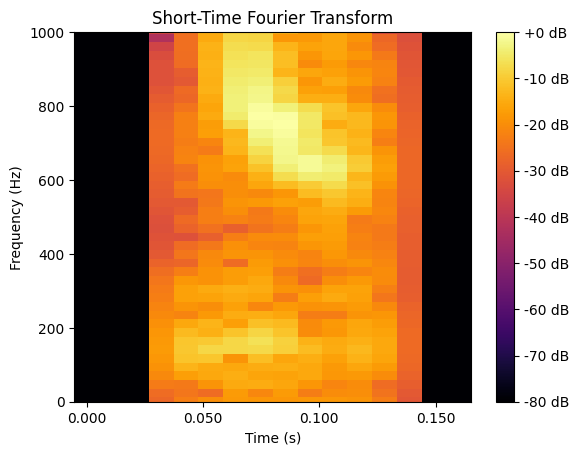 Short-Time Fourier Transform
Frequency (Hz)
1000
800
600
400
200
0
0.000
0.050
0.100
0.150
Time (s)
+0 dB
-10 dB
-20 dB
-30 dB
-40 dB
-50 dB
-60 dB
-70 dB
-80 dB